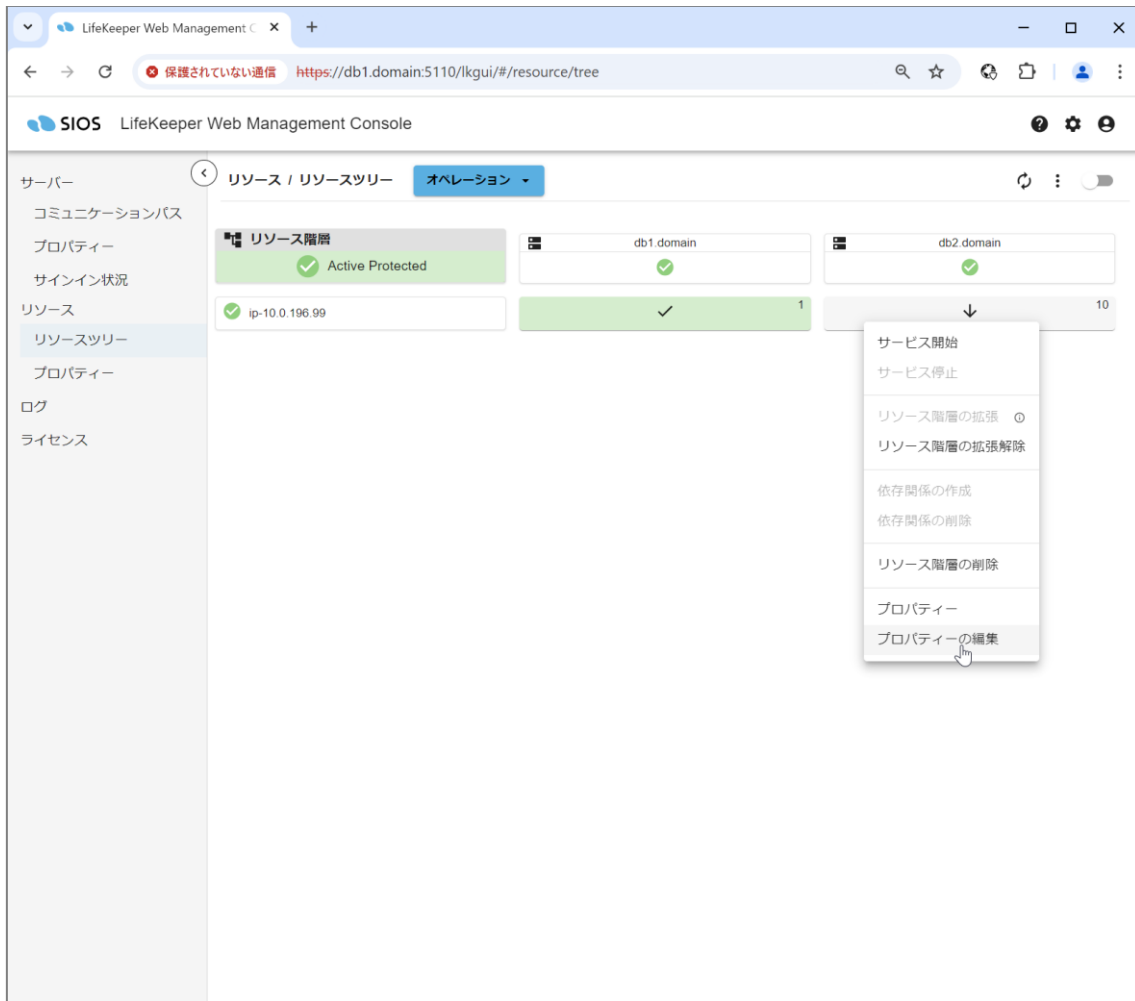 LifeKeeper Web Management C
保護されていない通信
https://db1.domain:5110/lkgui/#/resource/tree
SIOS LifeKeeper Web Management Console
サーバー
コミュニケーションパス
プロパティー
サインイン状況
リソース
リソースツリー
プロパティー
ログ
ライセンス
リソース / リソースツリー
オペレーション
リソース階層
Active Protected
db1.domain
db2.domain
ip-10.0.196.99
1
10
サービス開始
サービス停止
リソース階層の拡張
リソース階層の拡張解除
依存関係の作成
依存関係の削除
リソース階層の削除
プロパティー
プロパティーの編集